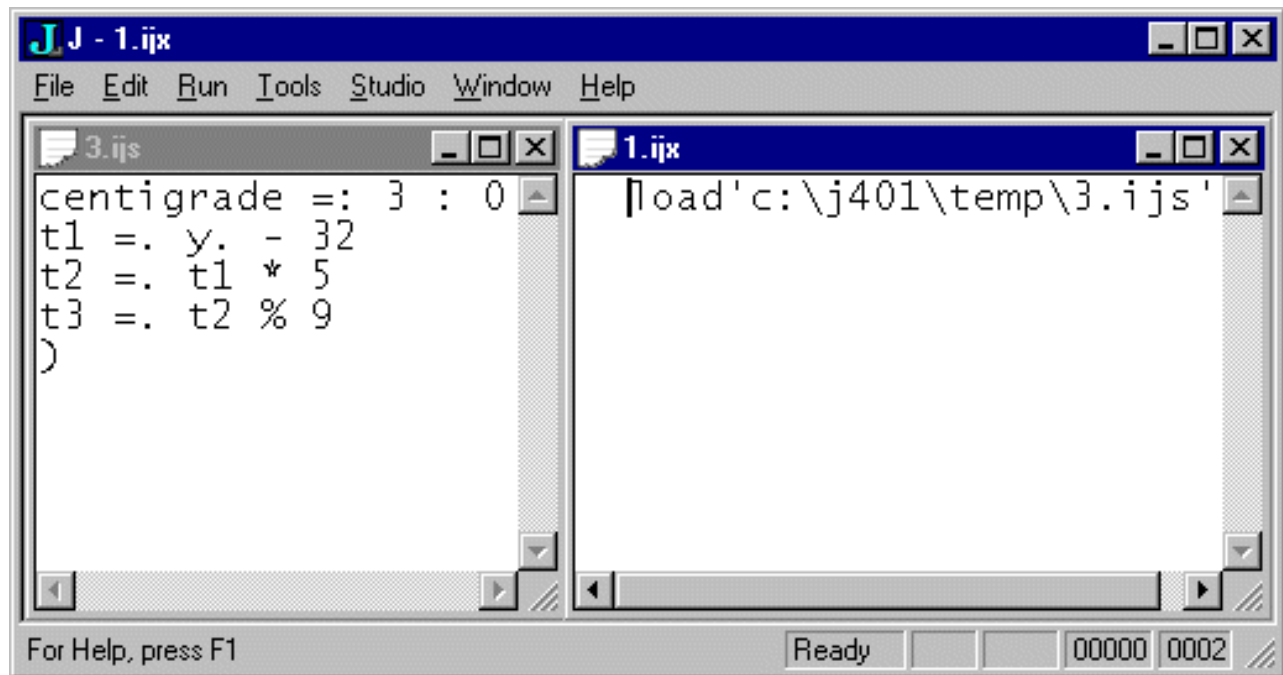 J - 1.ijx
File Edit Run Tools Studio Window Help
3.ijs
centigrade =: 3 : 0
t1 =. y. - 32
t2 =. t1 * 5
t3 =. t2 % 9
)
1.ijx
load'c:\j401\temp\3.ijs'
For Help, press F1
Ready
00000
0002